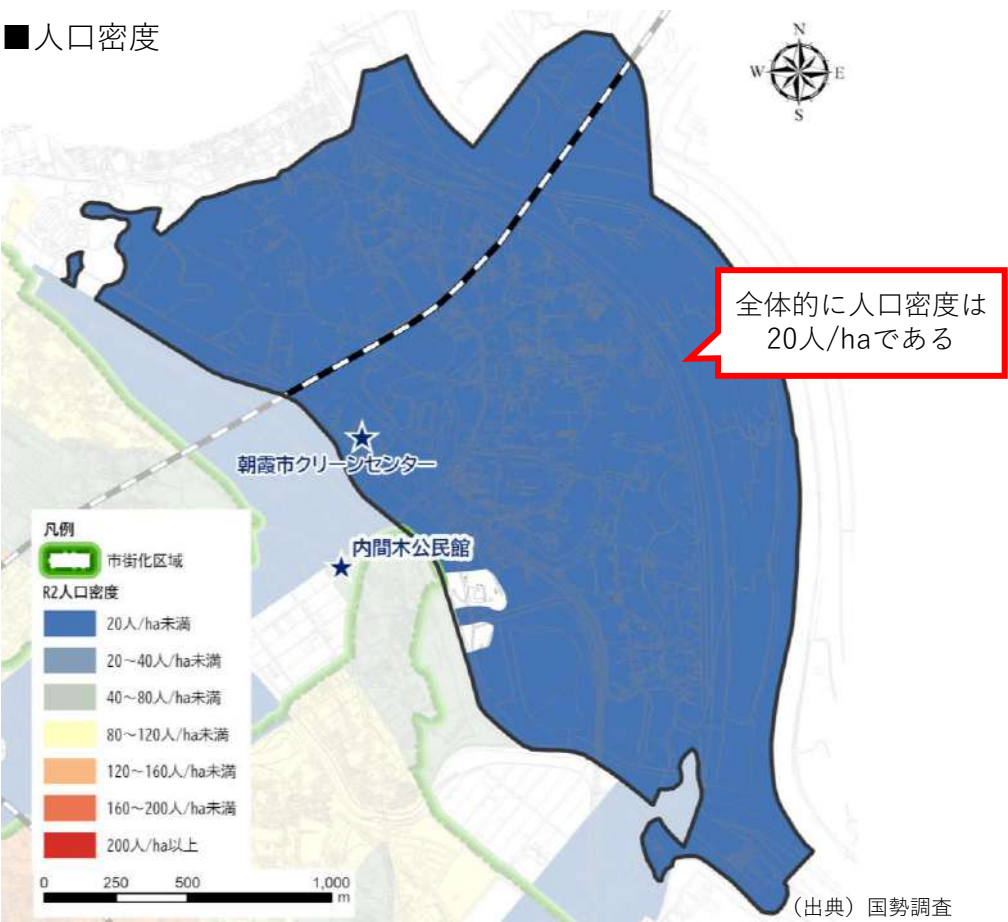 ■人口密度
N
W
E
S
全体的に人口密度は
20人/haである
朝霞市クリーンセンター
内間木公民館
凡例
市街化区域
R2人口密度
20人/ha未満
20～40人/ha未満
40～80人/ha未満
80～120人/ha未満
120～160人/ha未満
160～200人/ha未満
200人/ha以上
0 250 500 1,000
m
（出典）国勢調査